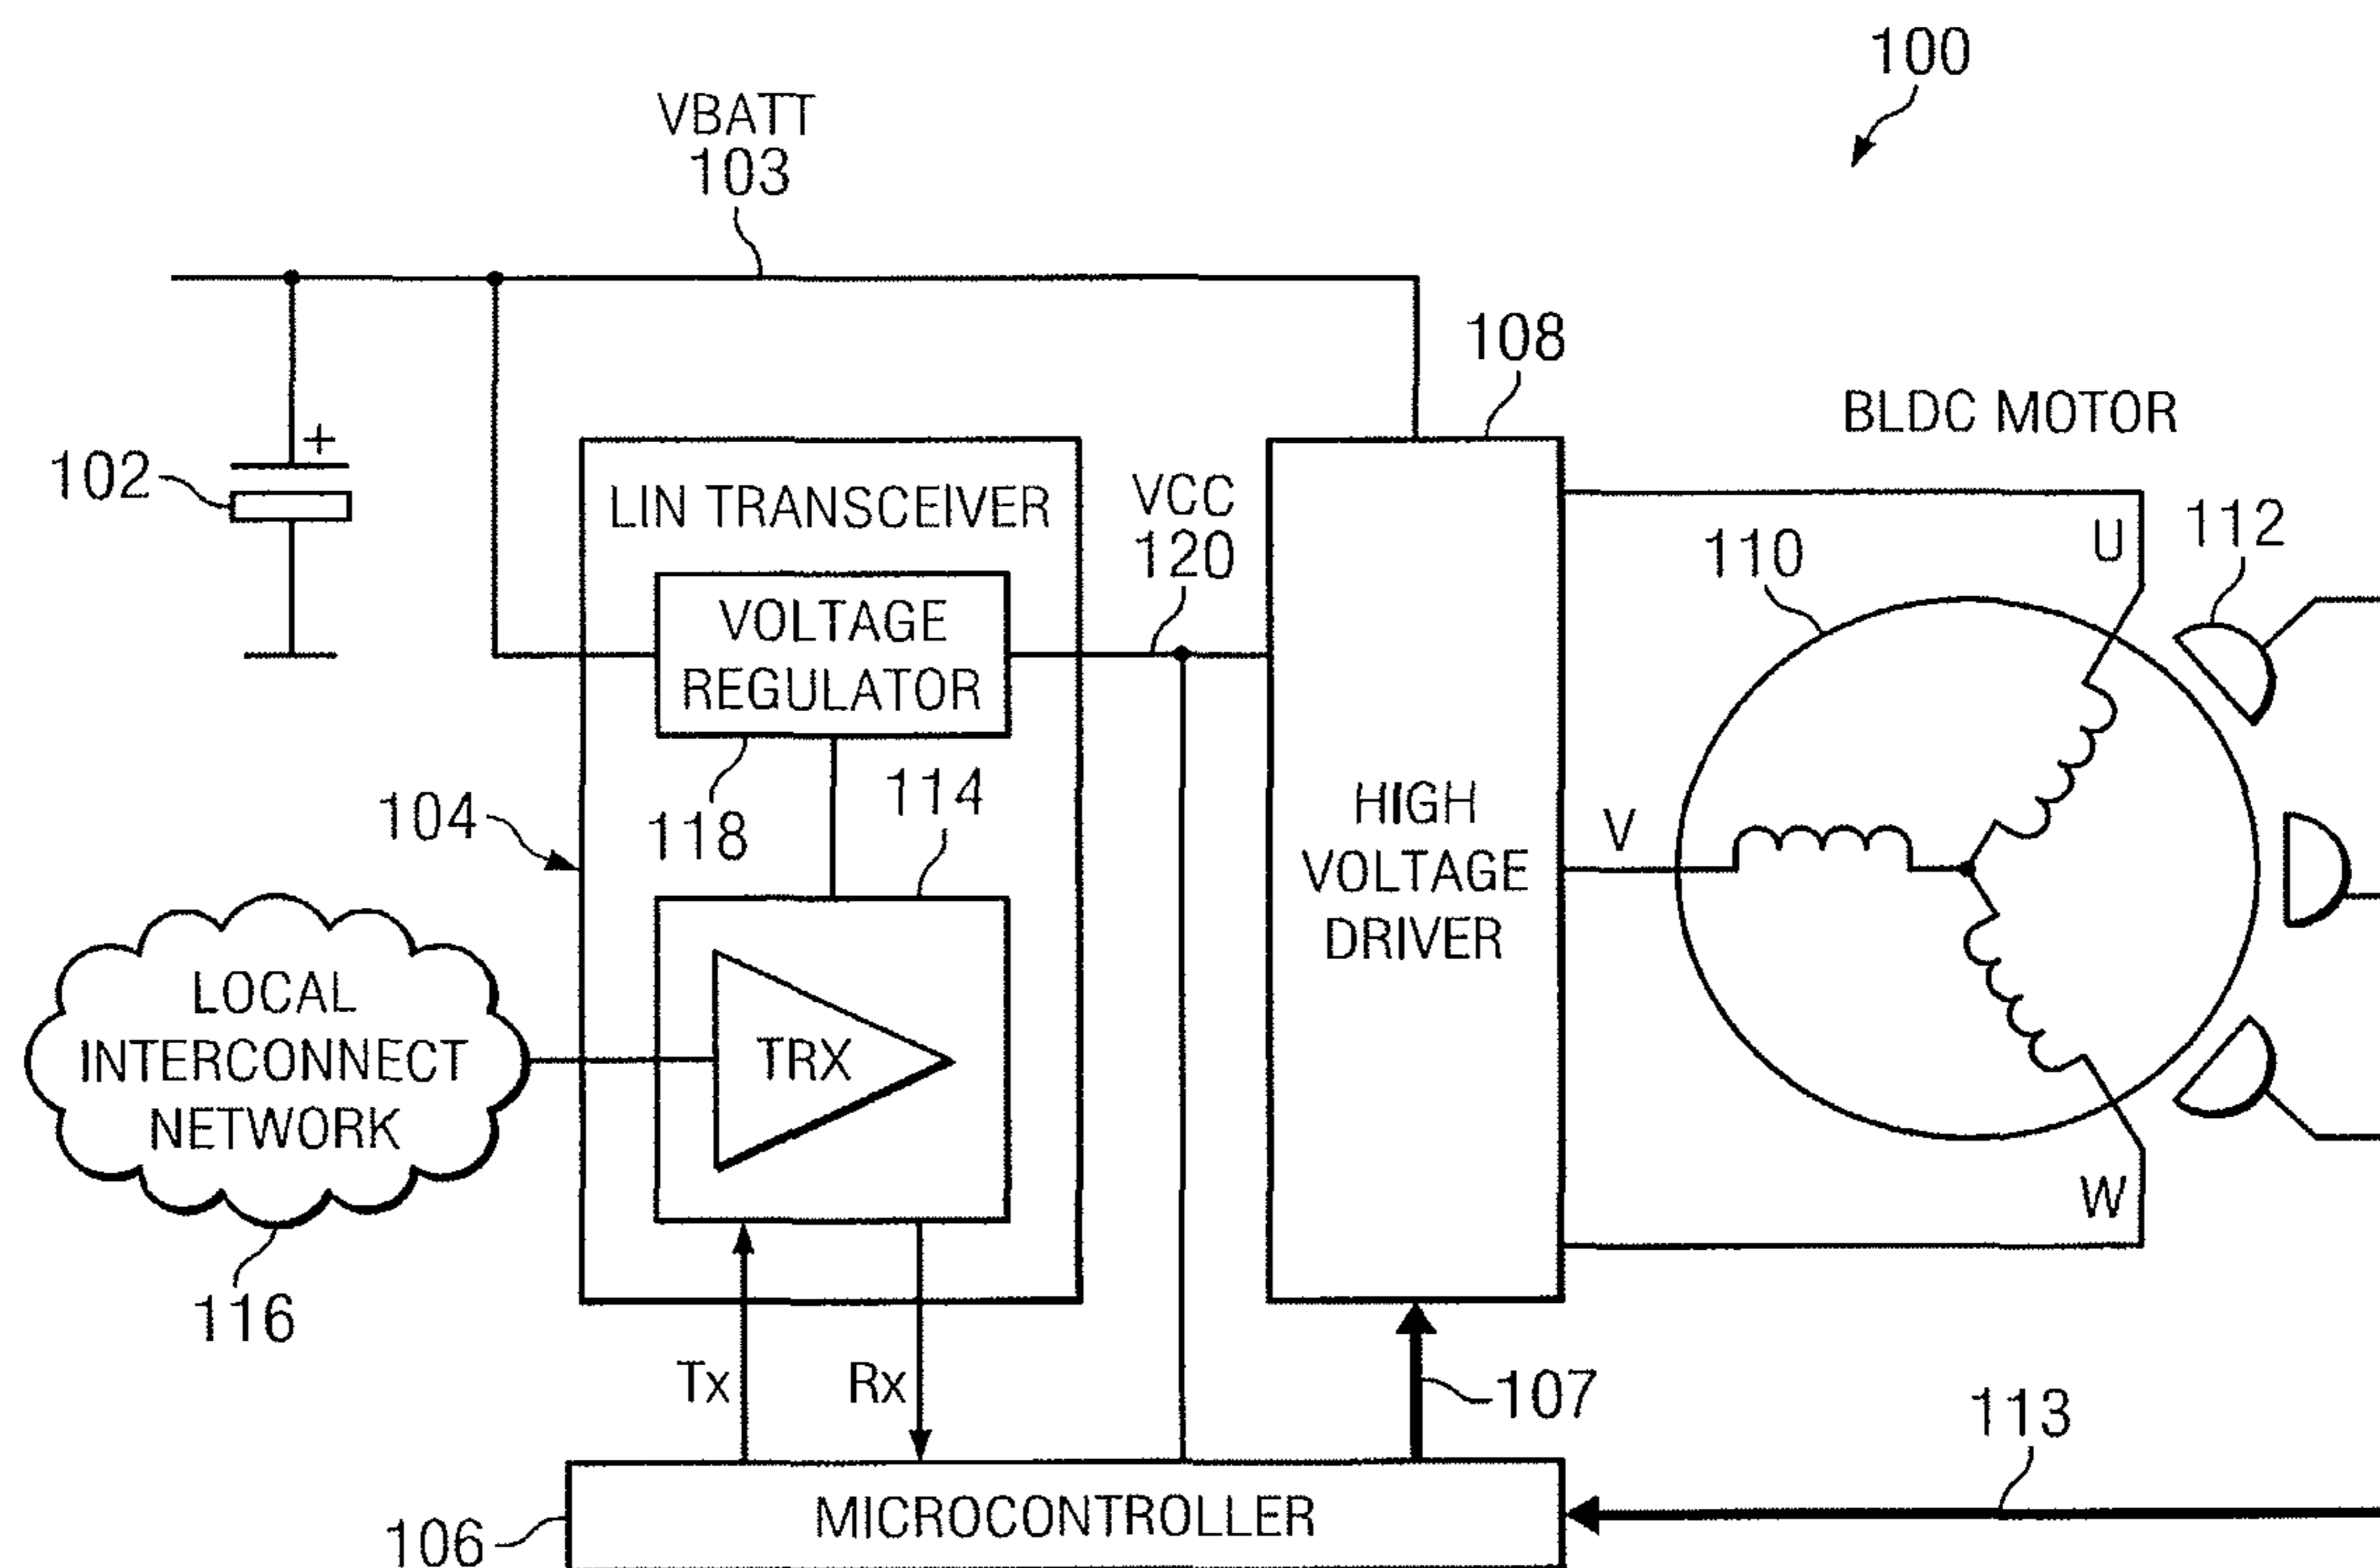 100
VBATT
103
108
BLDC MOTOR
+
102
LIN TRANSCEIVER
VCC
120
110
U
112
VOLTAGE
REGULATOR
118
114
104
HIGH
VOLTAGE
DRIVER
V
LOCAL
INTERCONNECT
NETWORK
TRX
W
116
Tx
Rx
107
113
MICROCONTROLLER
106